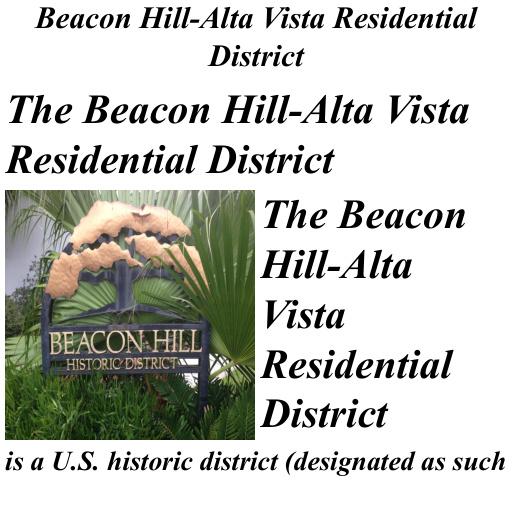 Beacon Hill-Alta Vista Residential
District
The Beacon Hill-Alta Vista
Residential District
The Beacon
Hill-Alta
Vista
Residential
District
BEACON HILL
HISTORIC DISTRICT
is a U.S. historic district (designated as such